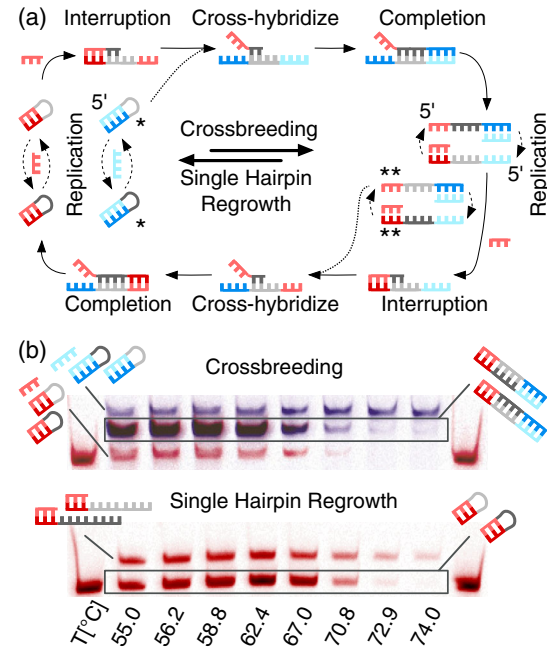 (a)
Interruption
Cross-hybridize
Completion
5'
*
Replication
*
Crossbreeding
Single Hairpin
Regrowth
5'
5'
Replication
**
**
Completion
Cross-hybridize
Interruption
(b)
Crossbreeding
Single Hairpin Regrowth
T[°C]
55.0
56.2
58.8
62.4
67.0
70.8
72.9
74.0